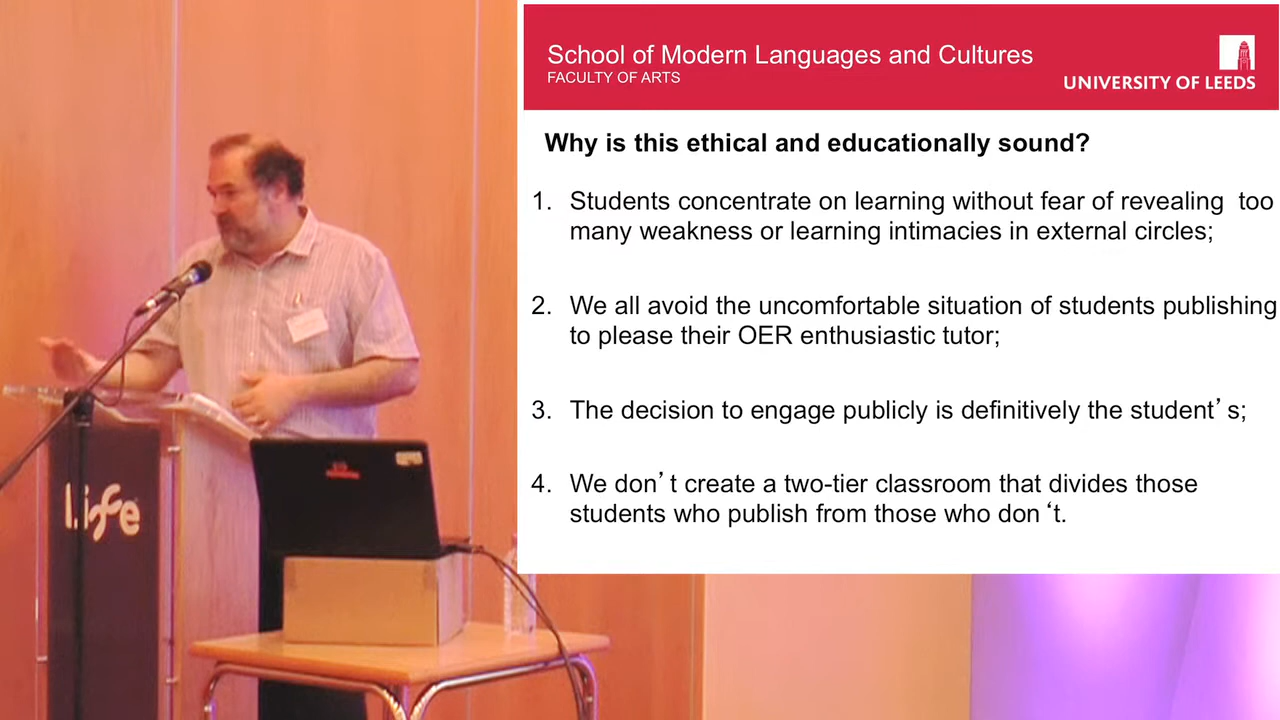 School of Modern Languages and Cultures
FACULTY OF ARTS
UNIVERSITY OF LEEDS
Why is this ethical and educationally sound?
1. Students concentrate on learning without fear of revealing too
many weakness or learning intimacies in external circles;
2. We all avoid the uncomfortable situation of students publishing
to please their OER enthusiastic tutor;
3. The decision to engage publicly is definitively the student’s;
4. We don’t create a two-tier classroom that divides those
students who publish from those who don‘t.
Life